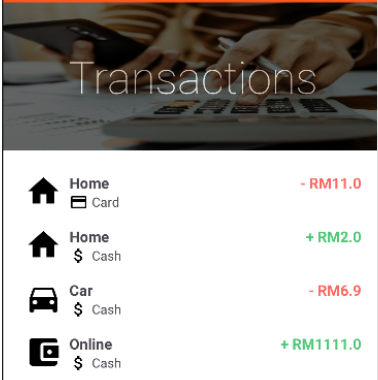 Transactions
Home - RM11.0
Card
Home + RM2.0
$ Cash
Car - RM6.9
$ Cash
Online + RM1111.0
$ Cash